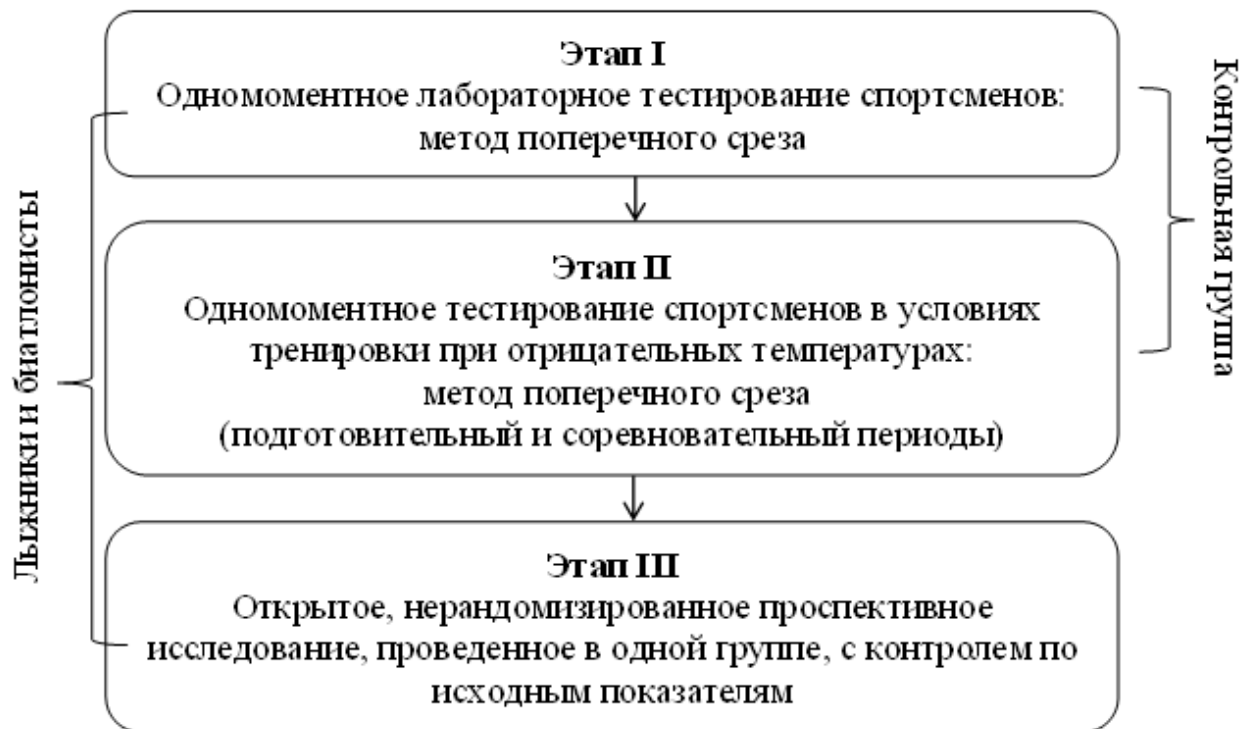 Этап I
Одномоментное лабораторное тестирование спортсменов:
метод поперечного среза
Этап II
Одномоментное тестирование спортсменов в условиях
тренировки при отрицательных температурах:
метод поперечного среза
(подготовительный и соревновательный периоды)
Этап III
Открытое, нерандомизированное проспективное
исследование, проведенное в одной группе, с контролем по
исходным показателям
Лыжники и биатлонисты
Контрольная группа